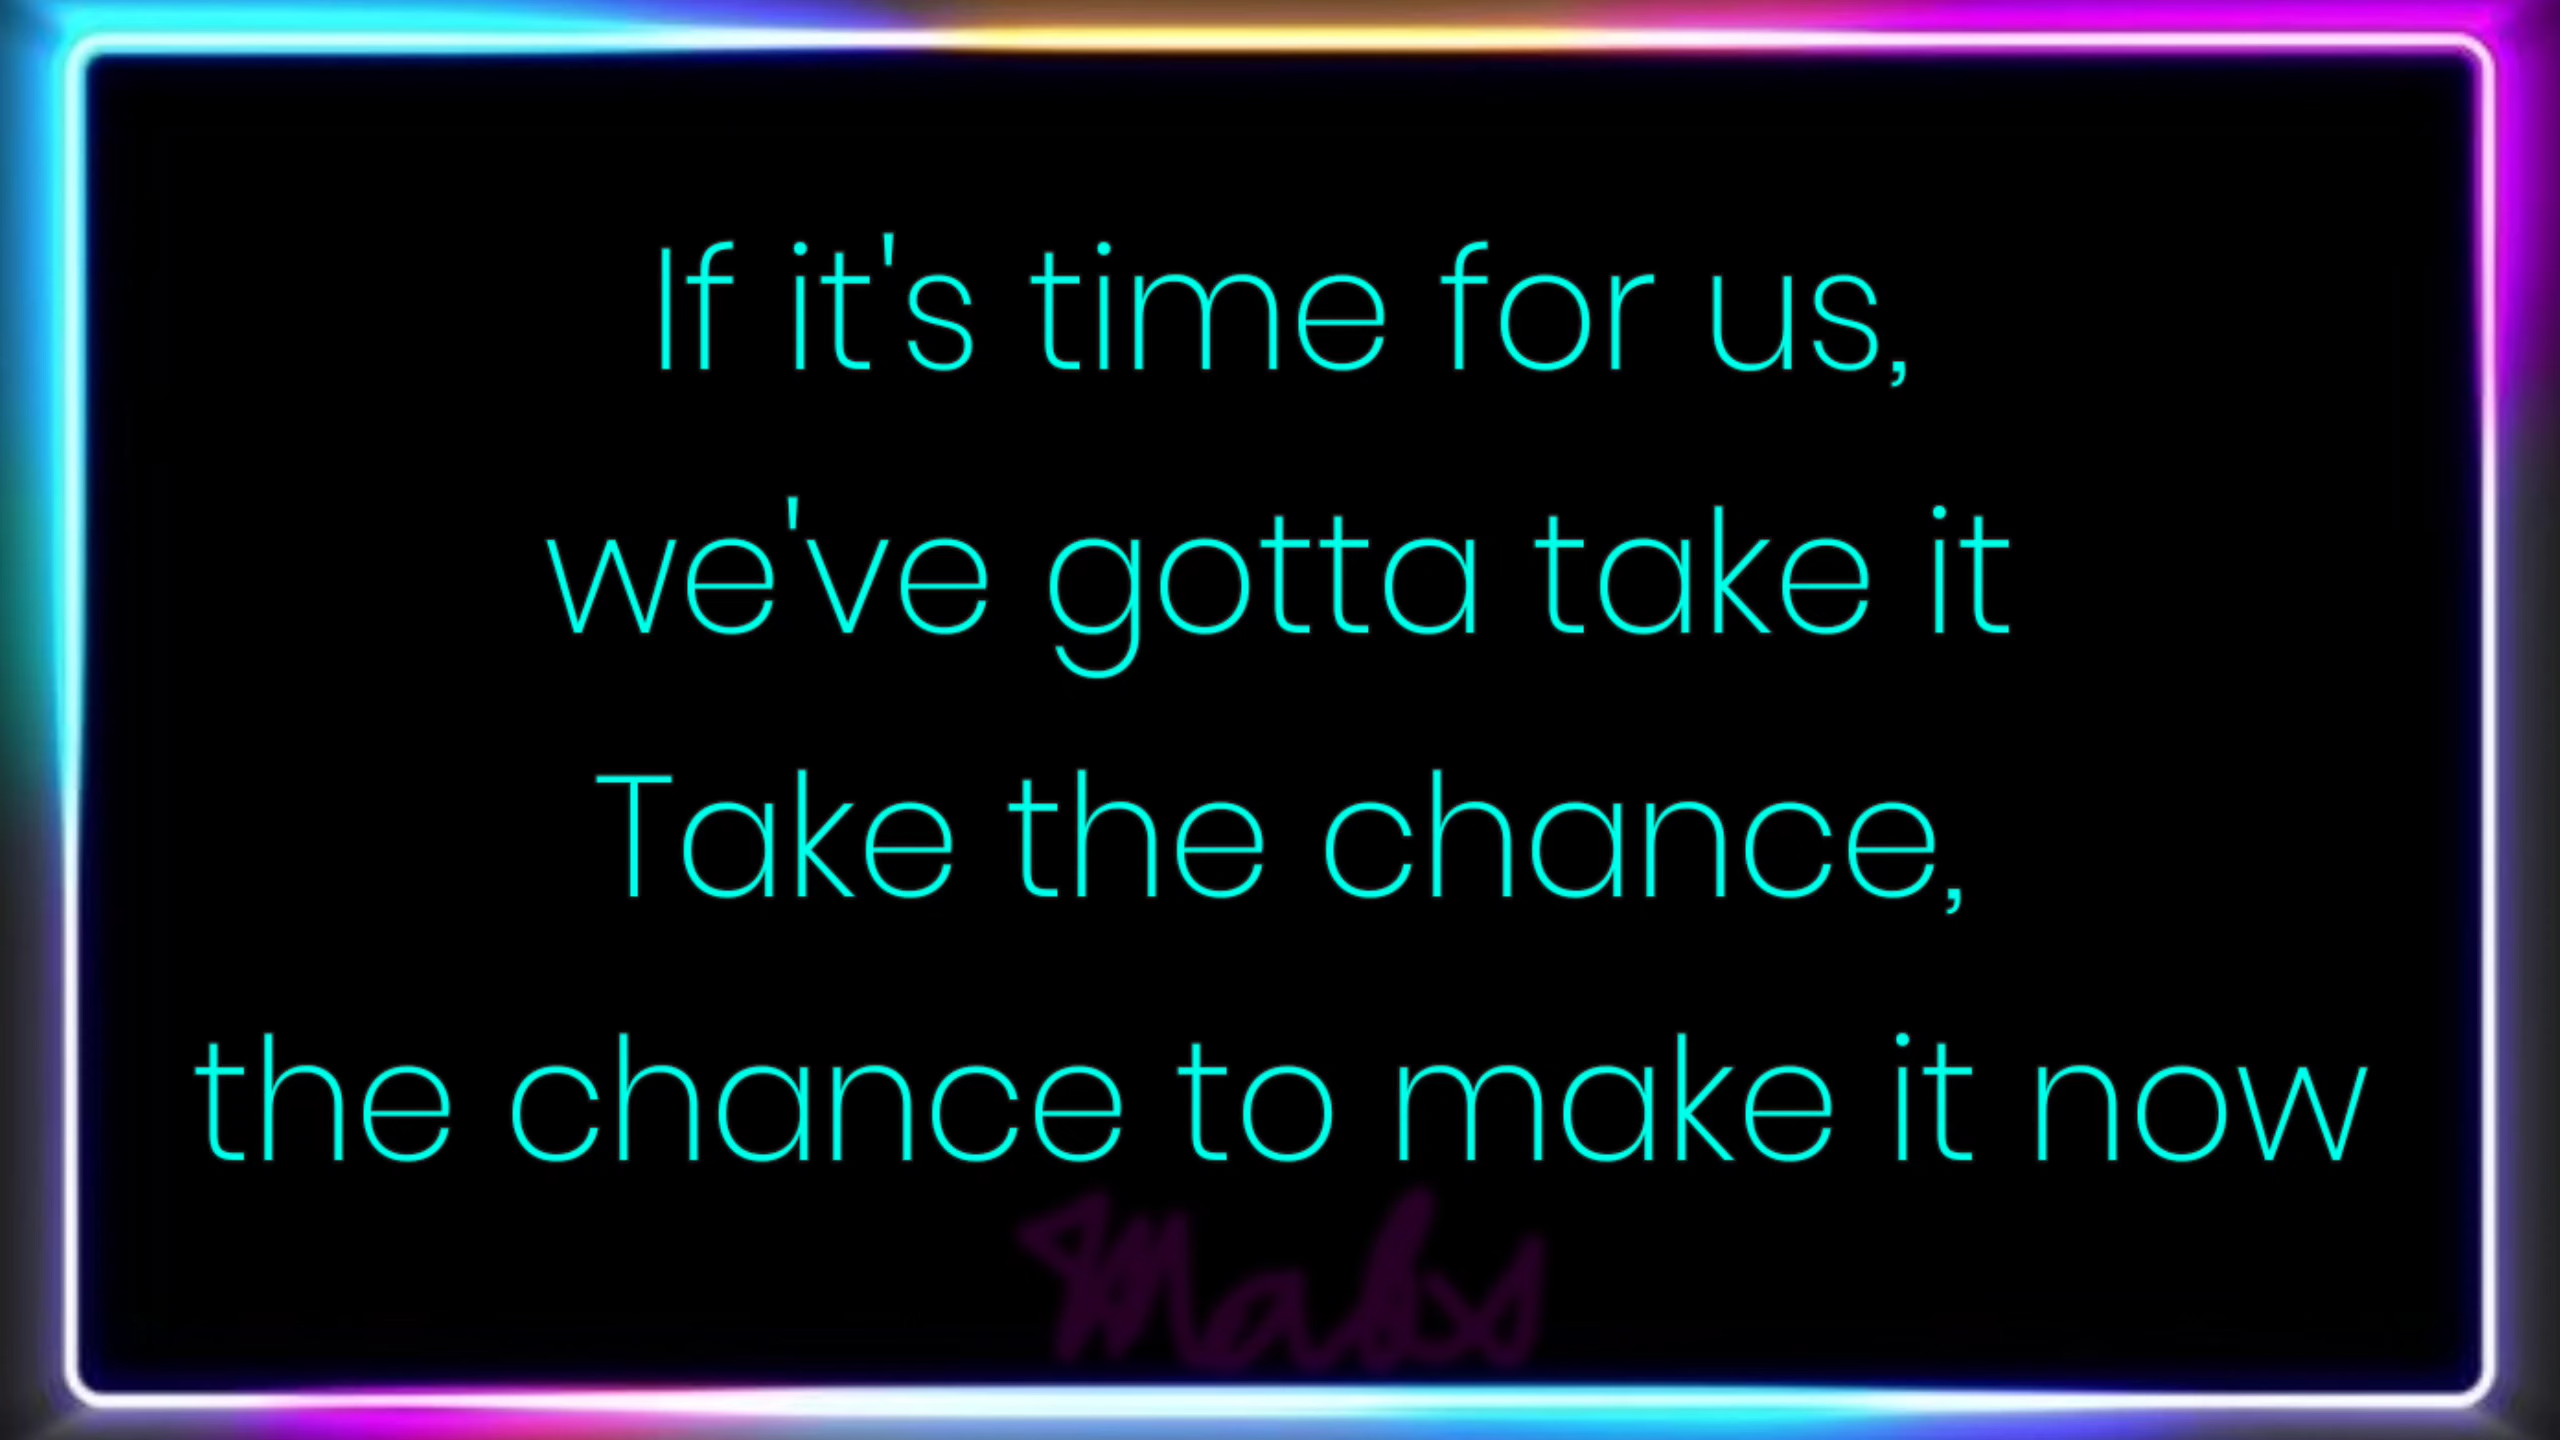 If it's time for us,
we've gotta take it
Take the chance,
the chance to make it now
Mabs